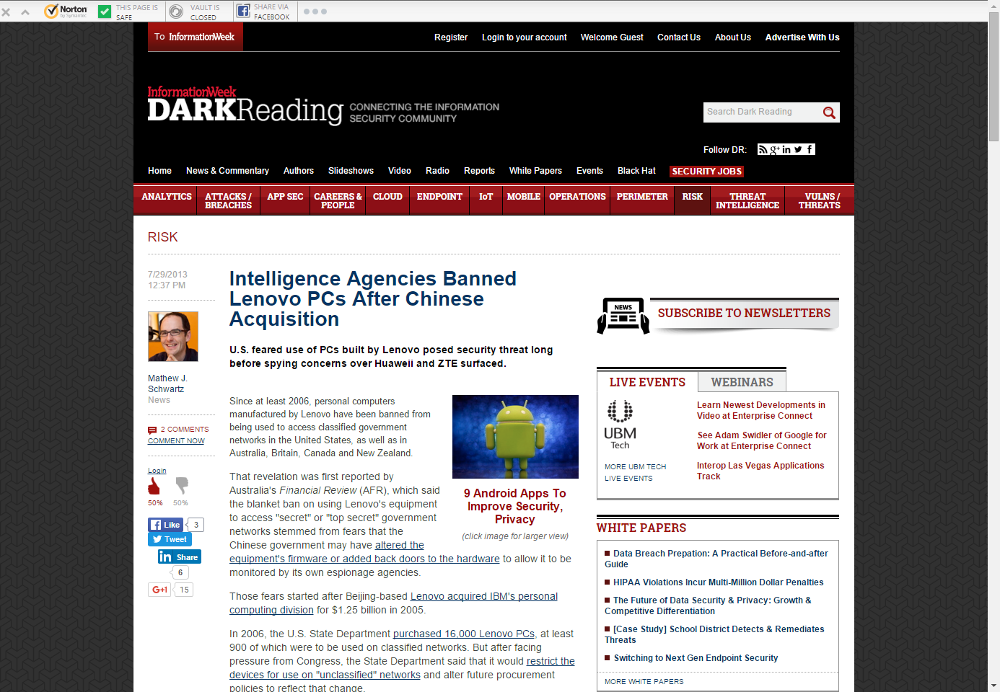 Norton
by Symantec
THIS PAGE IS
SAFE
VAULT IS
CLOSED
SHARE VIA
FACEBOOK
To InformationWeek
Register
Login to your account
Welcome Guest
Contact Us
About Us
Advertise With Us
InformationWeek
DARKReading
CONNECTING THE INFORMATION
SECURITY COMMUNITY
Search Dark Reading
Follow DR:
Home
News & Commentary
Authors
Slideshows
Video
Radio
Reports
White Papers
Events
Black Hat
SECURITY JOBS
ANALYTICS
ATTACKS /
BREACHES
APP SEC
CAREERS &
PEOPLE
CLOUD
ENDPOINT
IoT
MOBILE
OPERATIONS
PERIMETER
RISK
THREAT
INTELLIGENCE
VULNS /
THREATS
RISK
7/29/2013
12:37 PM
Mathew J.
Schwartz
News
2 COMMENTS
COMMENT NOW
Login
50%
50%
Like
3
Tweet
in Share
6
G+1
15
Intelligence Agencies Banned
Lenovo PCs After Chinese
Acquisition
U.S. feared use of PCs built by Lenovo posed security threat long
before spying concerns over Huaweii and ZTE surfaced.
Since at least 2006, personal computers
manufactured by Lenovo have been banned from
being used to access classified government
networks in the United States, as well as in
Australia, Britain, Canada and New Zealand.
That revelation was first reported by
Australia's Financial Review (AFR), which said
the blanket ban on using Lenovo's equipment
to access "secret" or "top secret" government
networks stemmed from fears that the
Chinese government may have altered the
equipment's firmware or added back doors to the hardware to allow it to be
monitored by its own espionage agencies.
Those fears started after Beijing-based Lenovo acquired IBM's personal
computing division for $1.25 billion in 2005.
In 2006, the U.S. State Department purchased 16,000 Lenovo PCs, at least
900 of which were to be used on classified networks. But after facing
pressure from Congress, the State Department said that it would restrict the
devices for use on "unclassified" networks and alter future procurement
policies to reflect that change.
9 Android Apps To
Improve Security,
Privacy
(click image for larger view)
NEWS
SUBSCRIBE TO NEWSLETTERS
LIVE EVENTS
WEBINARS
UBM
Tech
MORE UBM TECH
LIVE EVENTS
Learn Newest Developments in
Video at Enterprise Connect
See Adam Swidler of Google for
Work at Enterprise Connect
Interop Las Vegas Applications
Track
WHITE PAPERS
Data Breach Prepation: A Practical Before-and-after
Guide
HIPAA Violations Incur Multi-Million Dollar Penalties
The Future of Data Security & Privacy: Growth &
Competitive Differentiation
[Case Study] School District Detects & Remediates
Threats
Switching to Next Gen Endpoint Security
MORE WHITE PAPERS